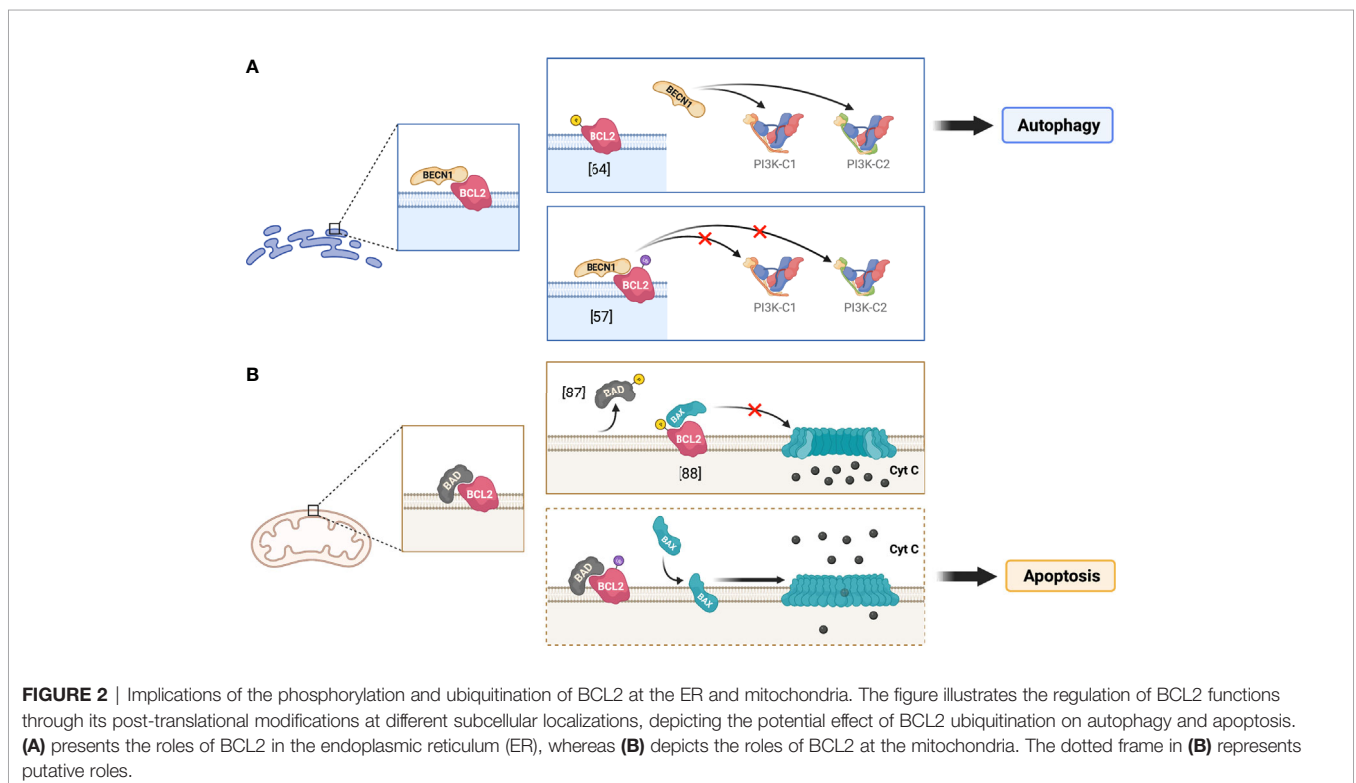 A
BECN1
BCL2
[64]
PI3K-C1
PI3K-C2
Autophagy
BECN1
BCL2
BECN1
BCL2
[57]
PI3K-C1
PI3K-C2
B
[87]
BAD
BAX
BCL2
[88]
Cyt C
BAD
BCL2
BAX
Cyt C
BAD
BCL2
BAX
Apoptosis
FIGURE 2 | Implications of the phosphorylation and ubiquitination of BCL2 at the ER and mitochondria. The figure illustrates the regulation of BCL2 functions
through its post-translational modifications at different subcellular localizations, depicting the potential effect of BCL2 ubiquitination on autophagy and apoptosis.
(A) presents the roles of BCL2 in the endoplasmic reticulum (ER), whereas (B) depicts the roles of BCL2 at the mitochondria. The dotted frame in (B) represents
putative roles.